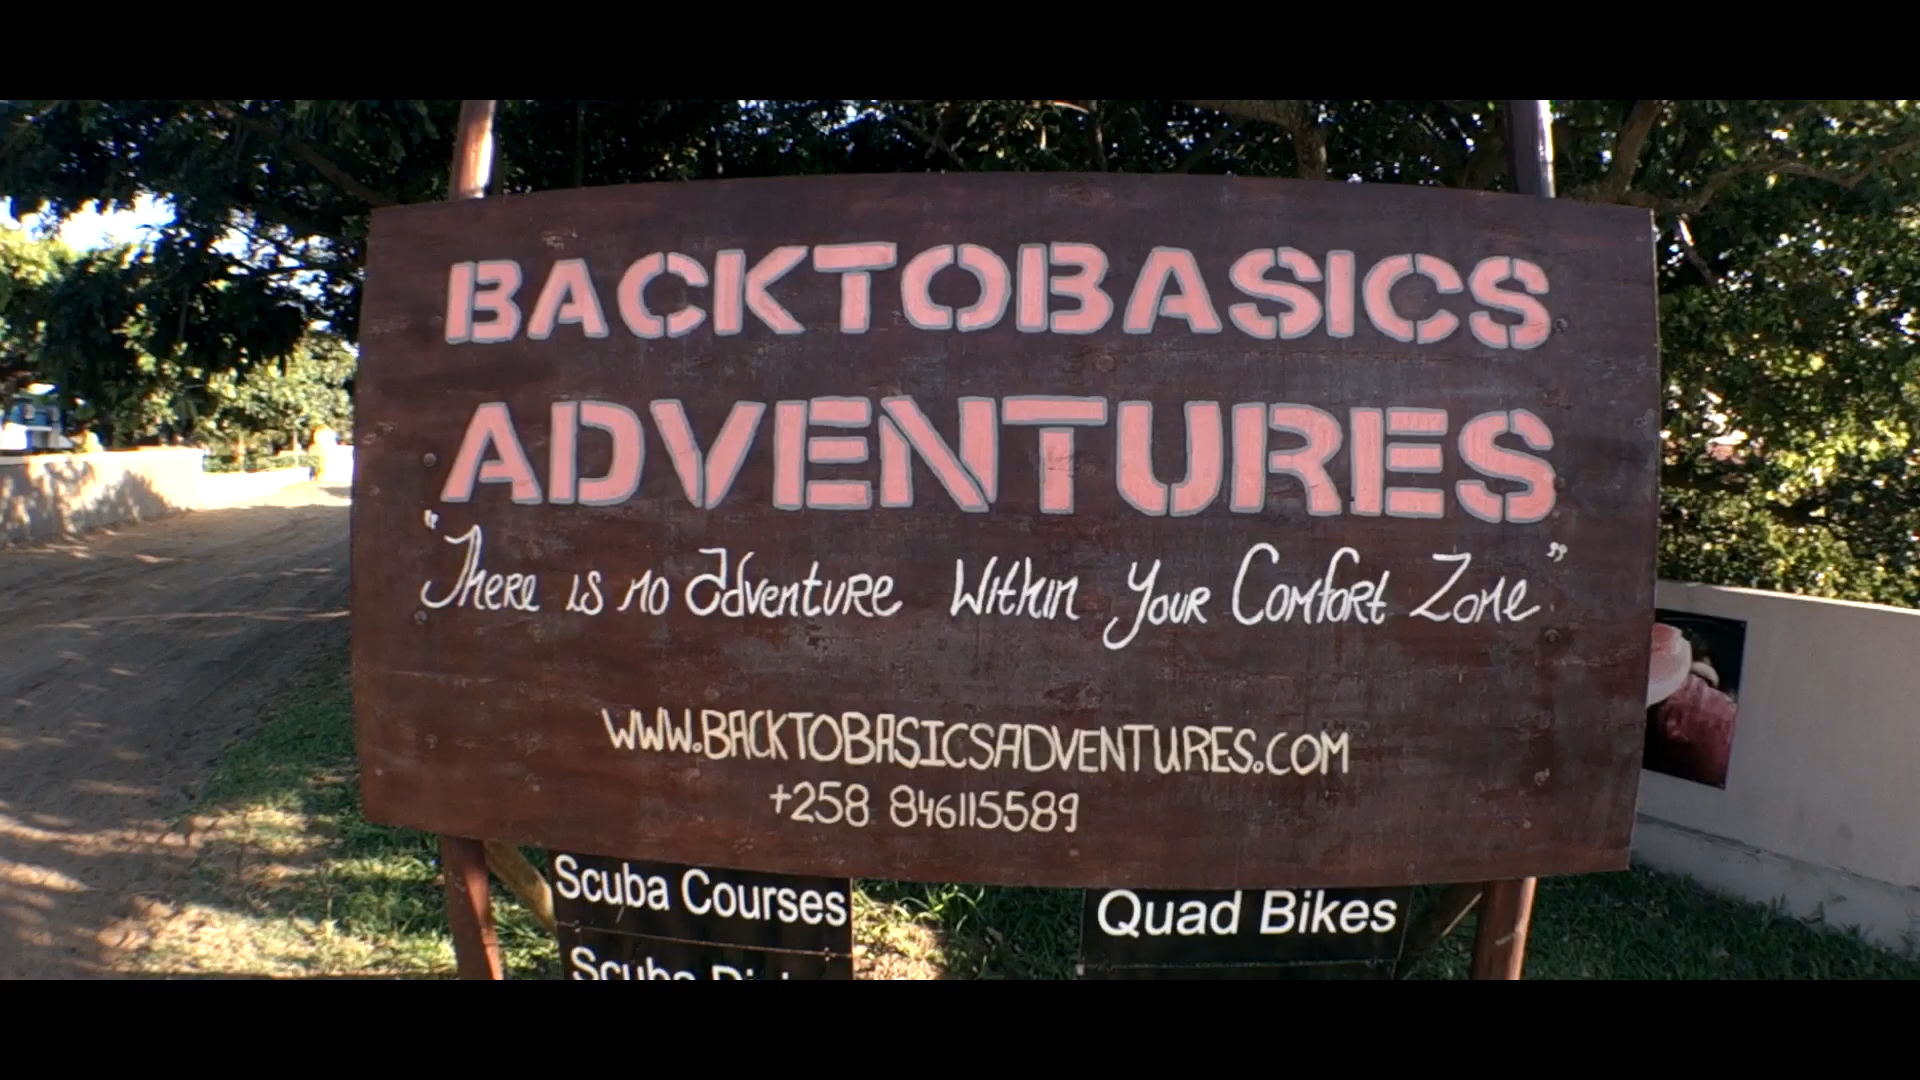 BACKTOBASICS
ADVENTURES
"There is no Adventure Within Your Comfort Zone"
WWW.BACKTOBASICSADVENTURES.COM
+258 846115589
Scuba Courses
Quad Bikes
Scuba